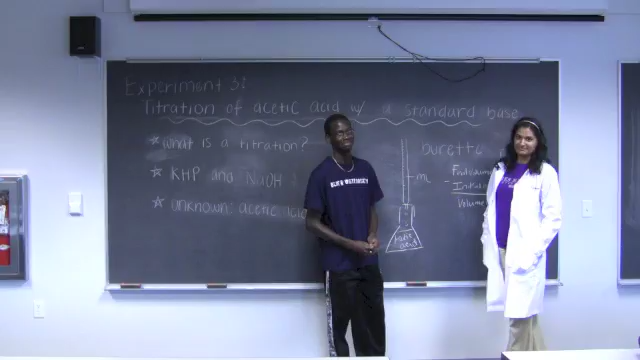 Experiment 3:
Titration of acetic acid w/ a standard base
* What is a titration?
* KHP and NaOH
* unknown: acetic acid
burette
mL
Final volume
- Initial
Volume
acetic acid